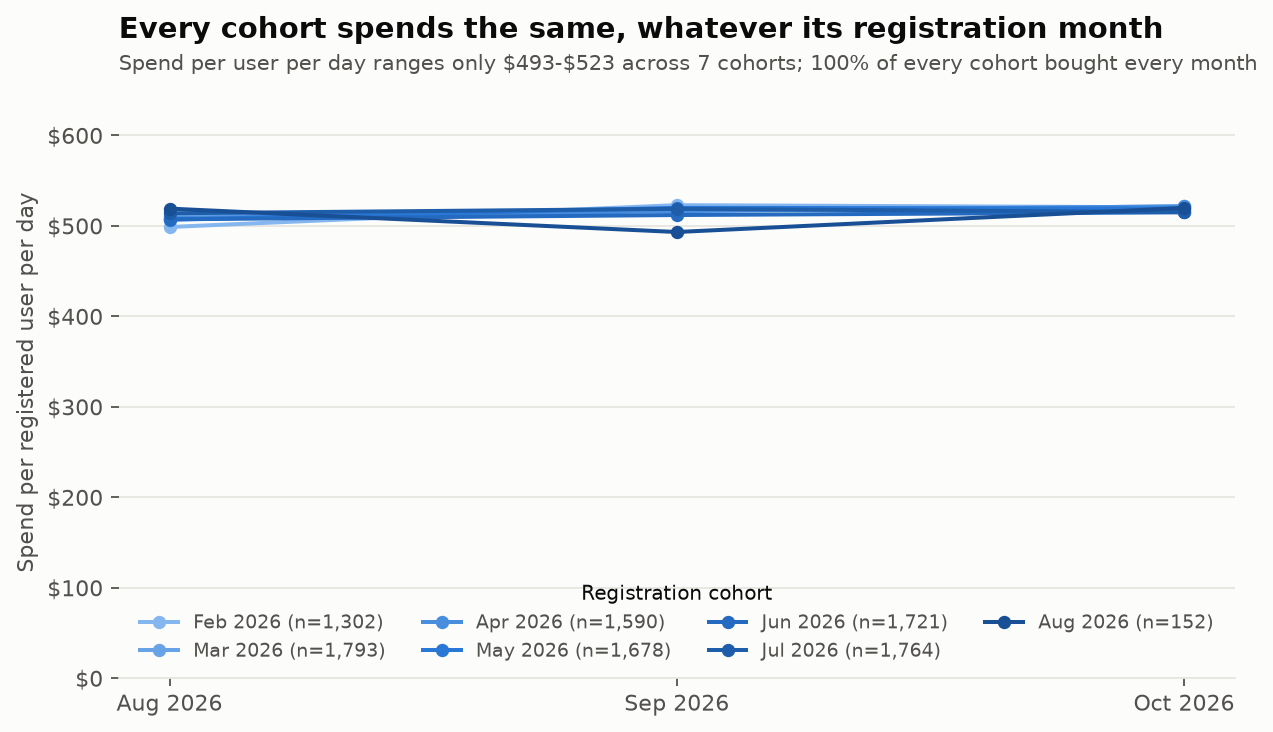 Every cohort spends the same, whatever its registration month
Spend per user per day ranges only $493-$523 across 7 cohorts; 100% of every cohort bought every month
Spend per registered user per day
$600
$500
$400
$300
$200
$100
$0
Registration cohort
Feb 2026 (n=1,302)
Mar 2026 (n=1,793)
Apr 2026 (n=1,590)
May 2026 (n=1,678)
Jun 2026 (n=1,721)
Jul 2026 (n=1,764)
Aug 2026 (n=152)
Aug 2026
Sep 2026
Oct 2026